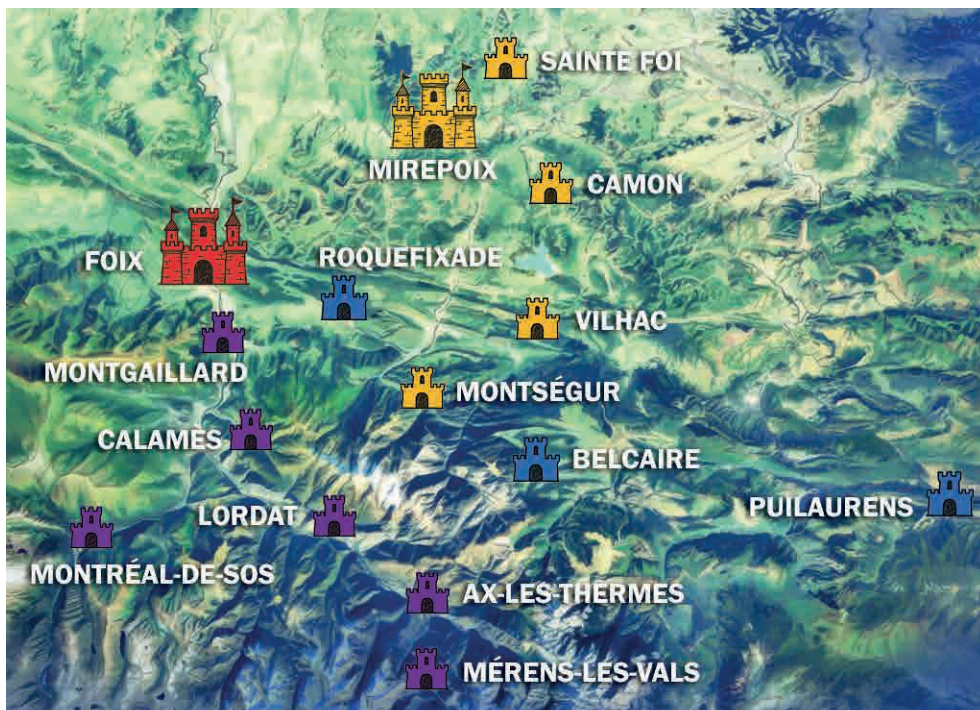 SAINTE FOI
MIREPOIX
CAMON
FOIX
ROQUEFIXADE
VILHAC
MONTGAILLARD
MONTSÉGUR
CALAMÈS
BELCAIRE
PUILAURENS
LORDAT
MONTRÉAL-DE-SOS
AX-LES-THERMES
MÉRENS-LES-VALS